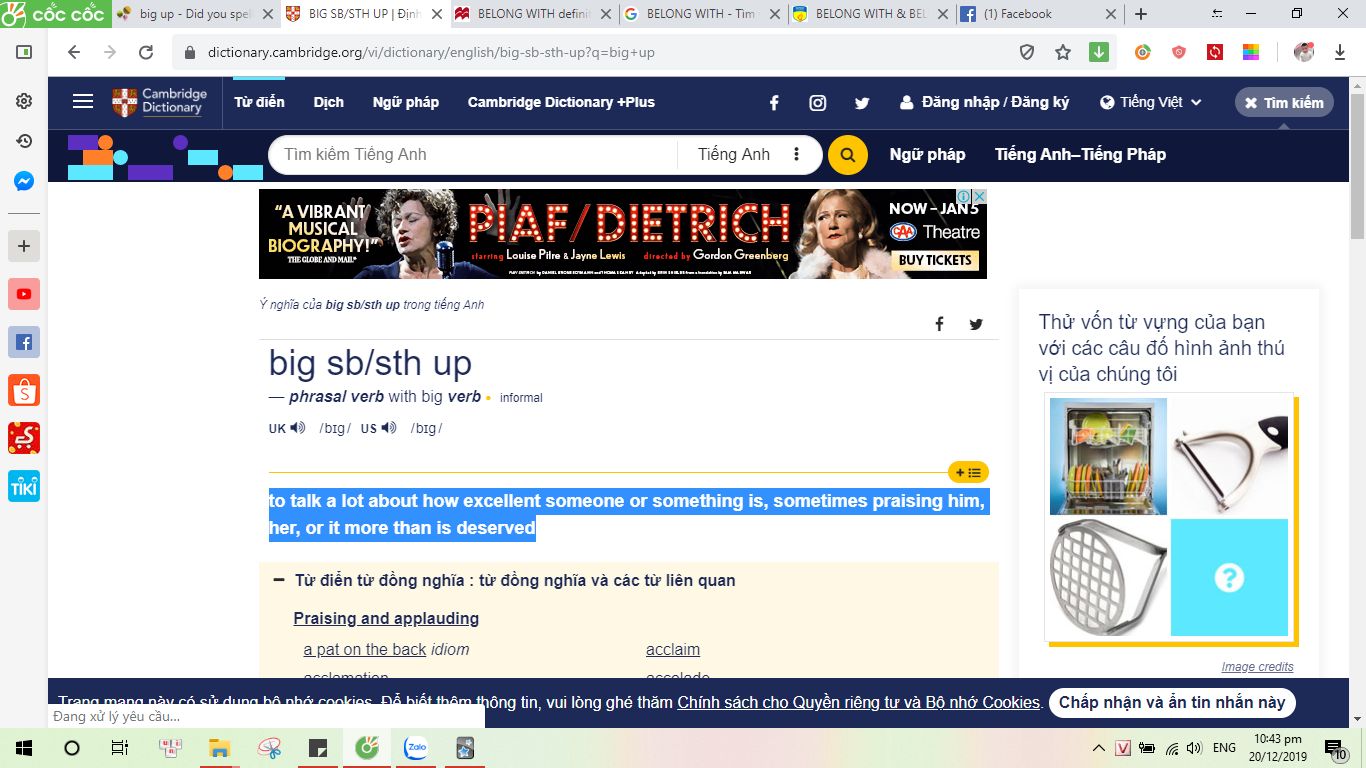 cốc cốc
big up - Did you spel
BIG SB/STH UP | Định
BELONG WITH definit
BELONG WITH - Tìm
BELONG WITH & BEL
(1) Facebook
dictionary.cambridge.org/vi/dictionary/english/big-sb-sth-up?q=big+up
Cambridge Dictionary
Từ điển
Dịch
Ngữ pháp
Cambridge Dictionary +Plus
Đăng nhập / Đăng ký
Tiếng Việt
Tìm kiếm
Tìm kiếm Tiếng Anh
Tiếng Anh
Ngữ pháp
Tiếng Anh–Tiếng Pháp
“A VIBRANT
MUSICAL
BIOGRAPHY!”
THE GLOBE AND MAIL
PIAF/DIETRICH
starring Louise Pitre & Jayne Lewis directed by Gordon Greenberg
NOW – JAN 5
CAA Theatre
BUY TICKETS
Ý nghĩa của big sb/sth up trong tiếng Anh
big sb/sth up
— phrasal verb with big verb informal
UK /bɪɡ/ US /bɪɡ/
to talk a lot about how excellent someone or something is, sometimes praising him,
her, or it more than is deserved
Từ điển từ đồng nghĩa : từ đồng nghĩa và các từ liên quan
Praising and applauding
a pat on the back idiom
acclaim
acclamation
accolade
Thử vốn từ vựng của bạn
với các câu đố hình ảnh thú
vị của chúng tôi
?
Image credits
Trang mạng này có sử dụng bộ nhớ cookies. Để biết thêm thông tin, vui lòng ghé thăm Chính sách cho Quyền riêng tư và Bộ nhớ Cookies.
Chấp nhận và ẩn tin nhắn này
Đang xử lý yêu cầu...
TIKI
Zalo
V
ENG
10:43 pm
20/12/2019
10